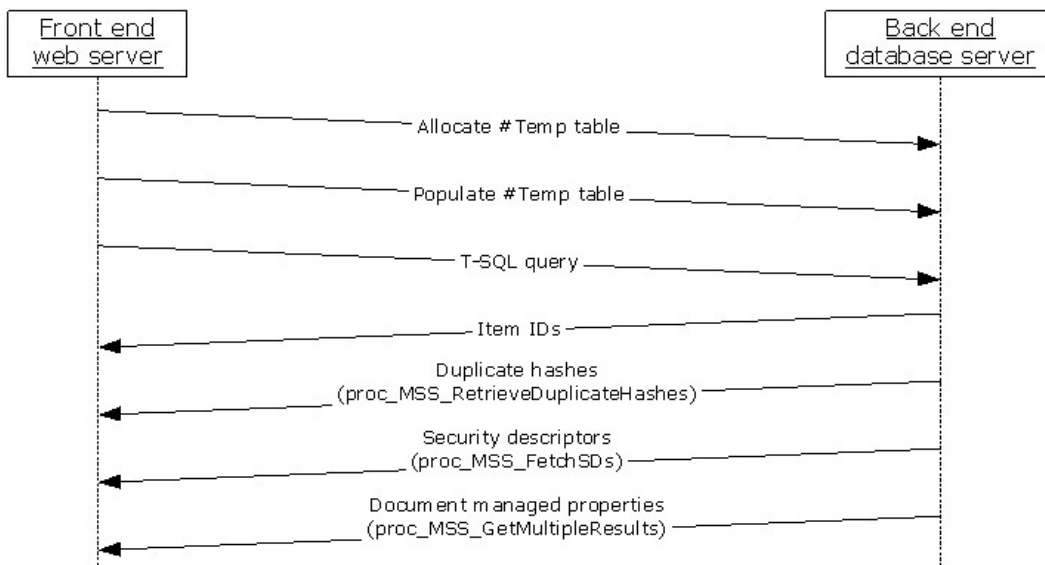 Front end
web server
Back end
database server
Allocate #Temp table
Populate #Temp table
T-SQL query
Item IDs
Duplicate hashes
(proc_MSS_RetrieveDuplicateHashes)
Security descriptors
(proc_MSS_FetchSDs)
Document managed properties
(proc_MSS_GetMultipleResults)